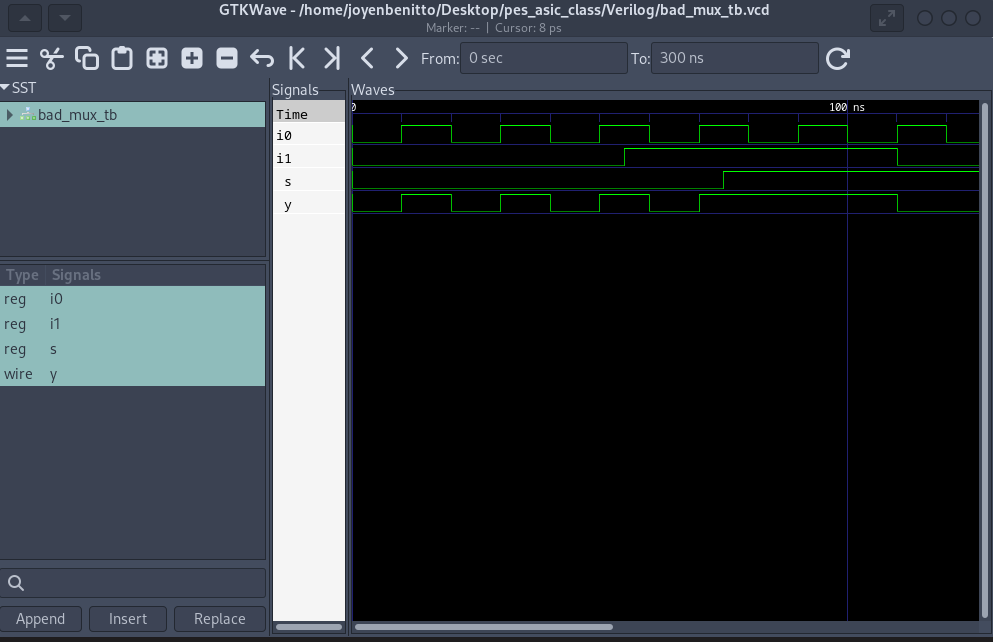 GTKWave - /home/joyenbenitto/Desktop/pes_asic_class/Verilog/bad_mux_tb.vcd
Marker: -- | Cursor: 8 ps
From: 0 sec To: 300 ns
SST
bad_mux_tb
Type Signals
reg i0
reg i1
reg s
wire y
Append Insert Replace
Signals
Time
i0
i1
s
y
Waves
0 100 ns